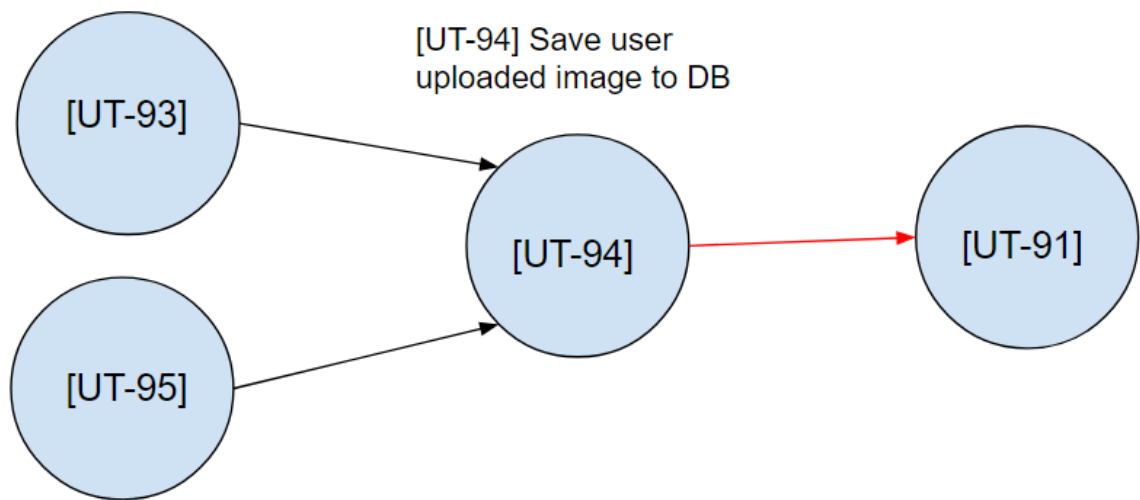 [UT-94] Save user
uploaded image to DB
[UT-93]
[UT-94]
[UT-91]
[UT-95]